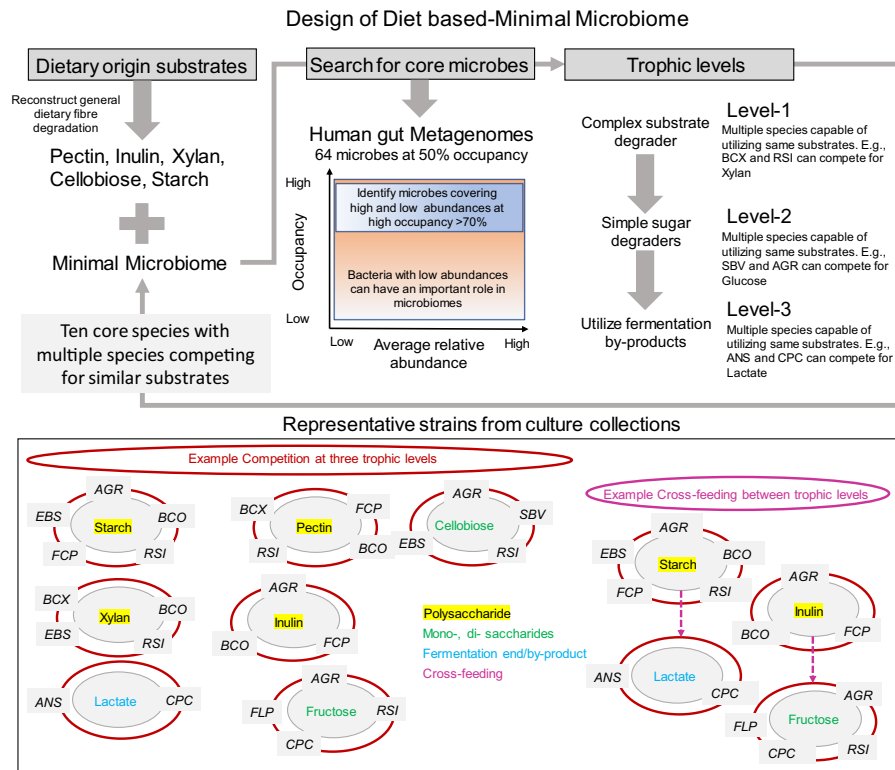 Design of Diet based-Minimal Microbiome
Dietary origin substrates
Reconstruct general
dietary fibre
degradation
Pectin, Inulin, Xylan,
Cellobiose, Starch
Minimal Microbiome
Ten core species with
multiple species competing
for similar substrates
Search for core microbes
Human gut Metagenomes
64 microbes at 50% occupancy
High
Occupancy
Low
Identify microbes covering
high and low abundances at
high occupancy >70%
Bacteria with low abundances
can have an important role in
microbiomes
Low
Average relative
abundance
High
Trophic levels
Complex substrate
degrader
Simple sugar
degraders
Utilize fermentation
by-products
Level-1
Multiple species capable of
utilizing same substrates. E.g.,
BCX and RSI can compete for
Xylan
Level-2
Multiple species capable of
utilizing same substrates. E.g.,
SBV and AGR can compete for
Glucose
Level-3
Multiple species capable of
utilizing same substrates. E.g.,
ANS and CPC can compete for
Lactate
Representative strains from culture collections
Example Competition at three trophic levels
AGR
EBS
BCO
Starch
FCP
RSI
BCX
FCP
Pectin
RSI
BCO
AGR
SBV
Cellobiose
EBS
RSI
BCX
BCO
Xylan
EBS
RSI
AGR
Inulin
BCO
FCP
ANS
Lactate
CPC
AGR
FLP
RSI
Fructose
CPC
Polysaccharide
Mono-, di- saccharides
Fermentation end/by-product
Cross-feeding
Example Cross-feeding between trophic levels
AGR
EBS
BCO
Starch
FCP
RSI
AGR
Inulin
BCO
FCP
ANS
Lactate
CPC
AGR
FLP
Fructose
CPC
RSI